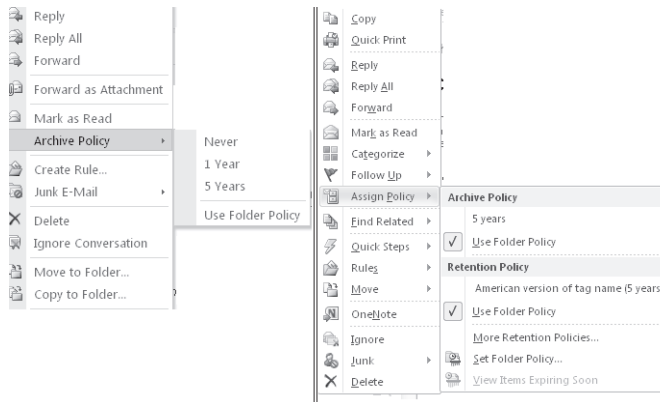 Reply
Reply All
Forward
Forward as Attachment
Mark as Read
Archive Policy
Never
1 Year
5 Years
Use Folder Policy
Create Rule...
Junk E-Mail
Delete
Ignore Conversation
Move to Folder...
Copy to Folder...
Copy
Quick Print
Reply
Reply All
Forward
Mark as Read
Categorize
Follow Up
Assign Policy
Archive Policy
5 years
Use Folder Policy
Retention Policy
American version of tag name (5 years
Use Folder Policy
More Retention Policies...
Set Folder Policy...
View Items Expiring Soon
Find Related
Quick Steps
Rules
Move
OneNote
Ignore
Junk
Delete